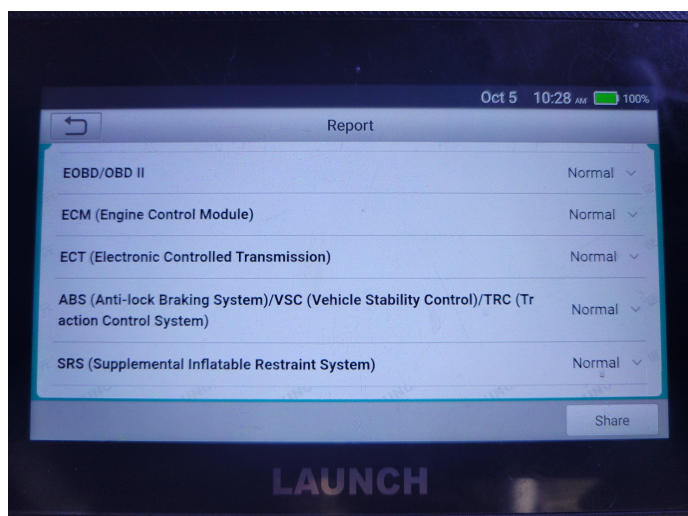 Oct 5 10:28 AM 100%
Report
EOBD/OBD II Normal
ECM (Engine Control Module) Normal
ECT (Electronic Controlled Transmission) Normal
ABS (Anti-lock Braking System)/VSC (Vehicle Stability Control)/TRC (Tr
action Control System) Normal
SRS (Supplemental Inflatable Restraint System) Normal
Share
LAUNCH